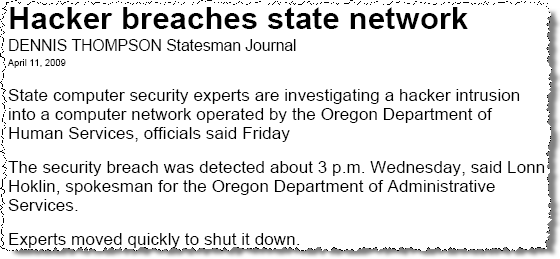 Hacker breaches state network
DENNIS THOMPSON Statesman Journal
April 11, 2009
State computer security experts are investigating a hacker intrusion
into a computer network operated by the Oregon Department of
Human Services, officials said Friday
The security breach was detected about 3 p.m. Wednesday, said Lonn
Hoklin, spokesman for the Oregon Department of Administrative
Services.
Experts moved quickly to shut it down.